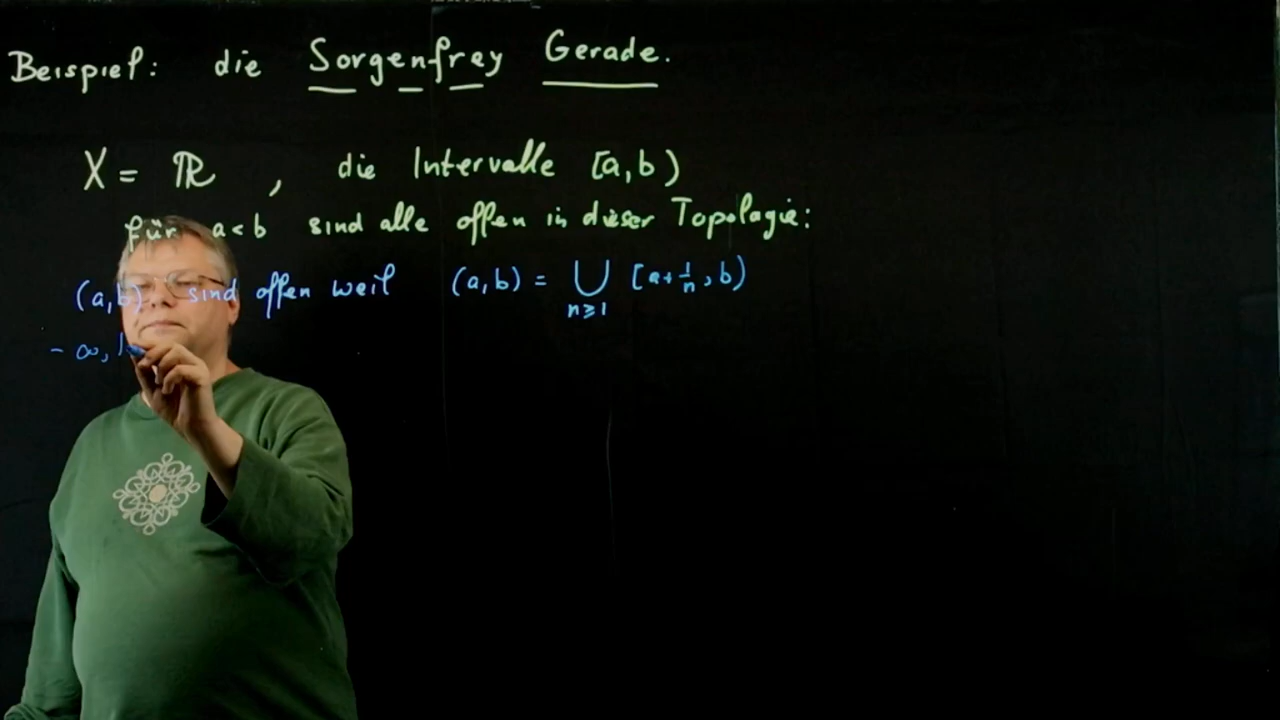 Beispiel: die Sorgenfrey Gerade.
X = ℝ, die Intervalle [a,b)
für a<b sind alle offen in dieser Topologie:
(a,b) sind offen weil (a,b) = ⋃ [a+1/n, b)
n≥1
-∞,